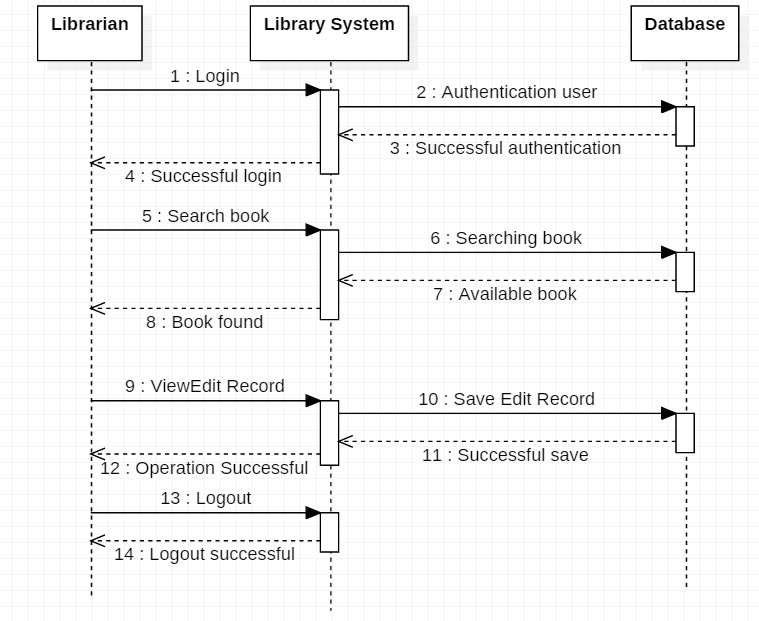 Librarian
Library System
Database
1 : Login
2 : Authentication user
3 : Successful authentication
4 : Successful login
5 : Search book
6 : Searching book
7 : Available book
8 : Book found
9 : ViewEdit Record
10 : Save Edit Record
11 : Successful save
12 : Operation Successful
13 : Logout
14 : Logout successful